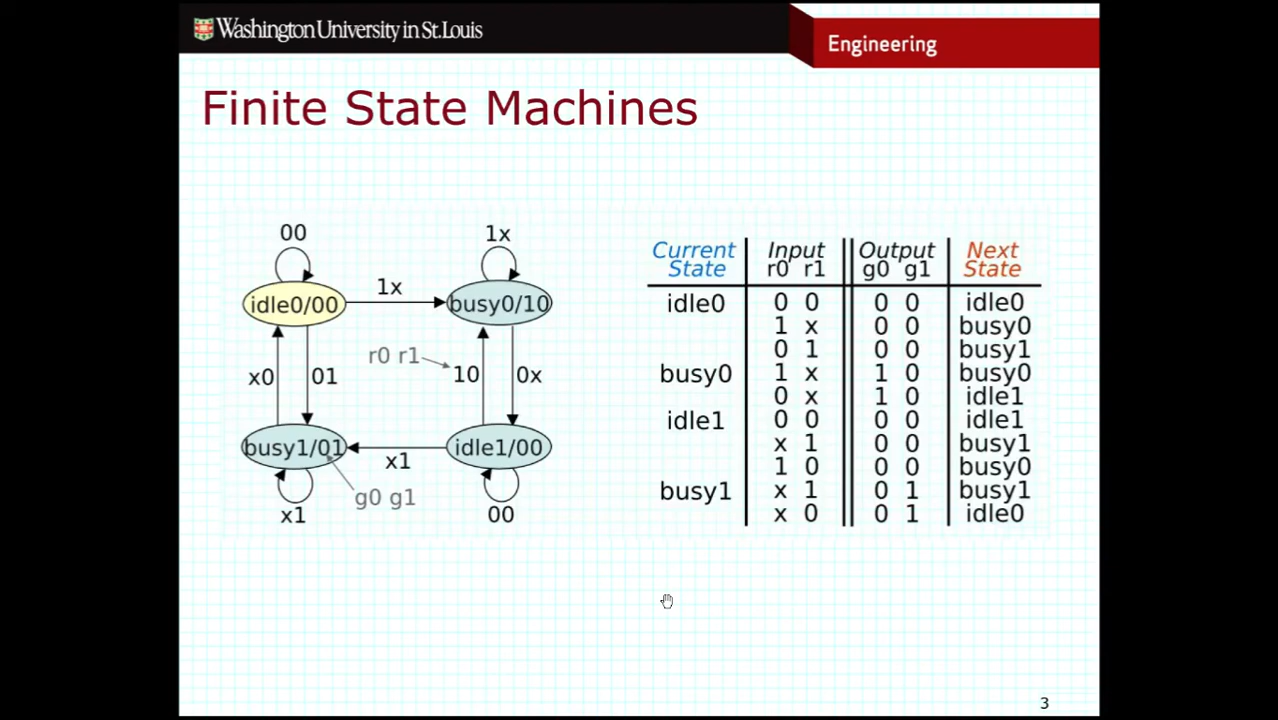 Washington University in St.Louis
Engineering
Finite State Machines
00
1x
idle0/00
1x
busy0/10
r0 r1
x0
01
10
0x
busy1/01
x1
idle1/00
g0 g1
x1
00
Current State
Input r0 r1
Output g0 g1
Next State
idle0 0 0 0 0 idle0
1 x 0 0 busy0
0 1 0 0 busy1
busy0 1 x 1 0 busy0
0 x 1 0 idle1
idle1 0 0 0 0 idle1
x 1 0 0 busy1
1 0 0 0 busy0
busy1 x 1 0 1 busy1
x 0 0 1 idle0
3